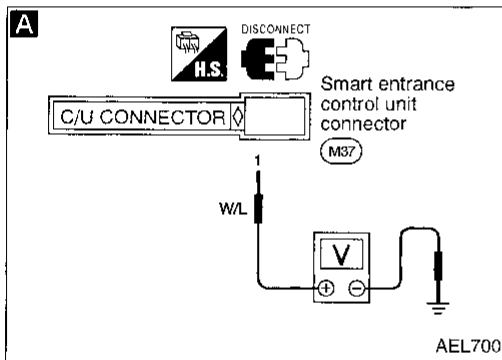 A
DISCONNECT
H.S.
C/U CONNECTOR
Smart entrance
control unit
connector
M37
1
W/L
V
+ −
AEL700